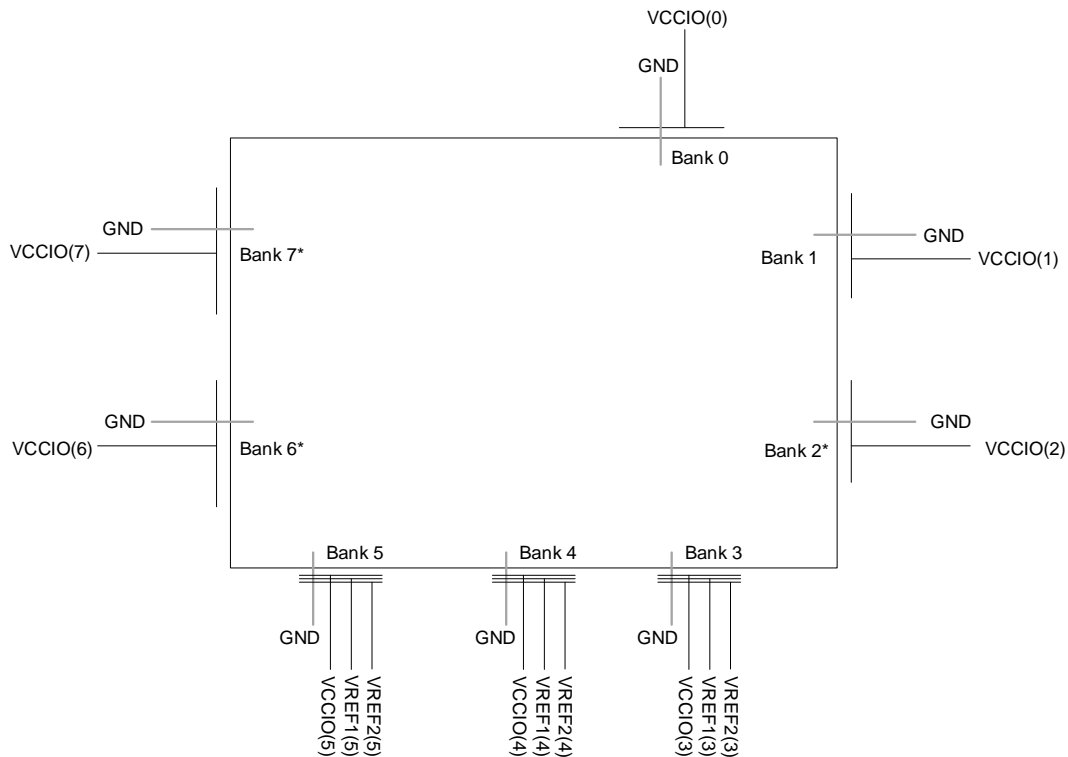 VCCIO(0)
GND
Bank 0
GND
VCCIO(7)
Bank 7*
Bank 1
GND
VCCIO(1)
GND
VCCIO(6)
Bank 6*
Bank 2*
GND
VCCIO(2)
Bank 5
Bank 4
Bank 3
GND
GND
GND
VCCIO(5)
VREF1(5)
VREF2(5)
VCCIO(4)
VREF1(4)
VREF2(4)
VCCIO(3)
VREF1(3)
VREF2(3)